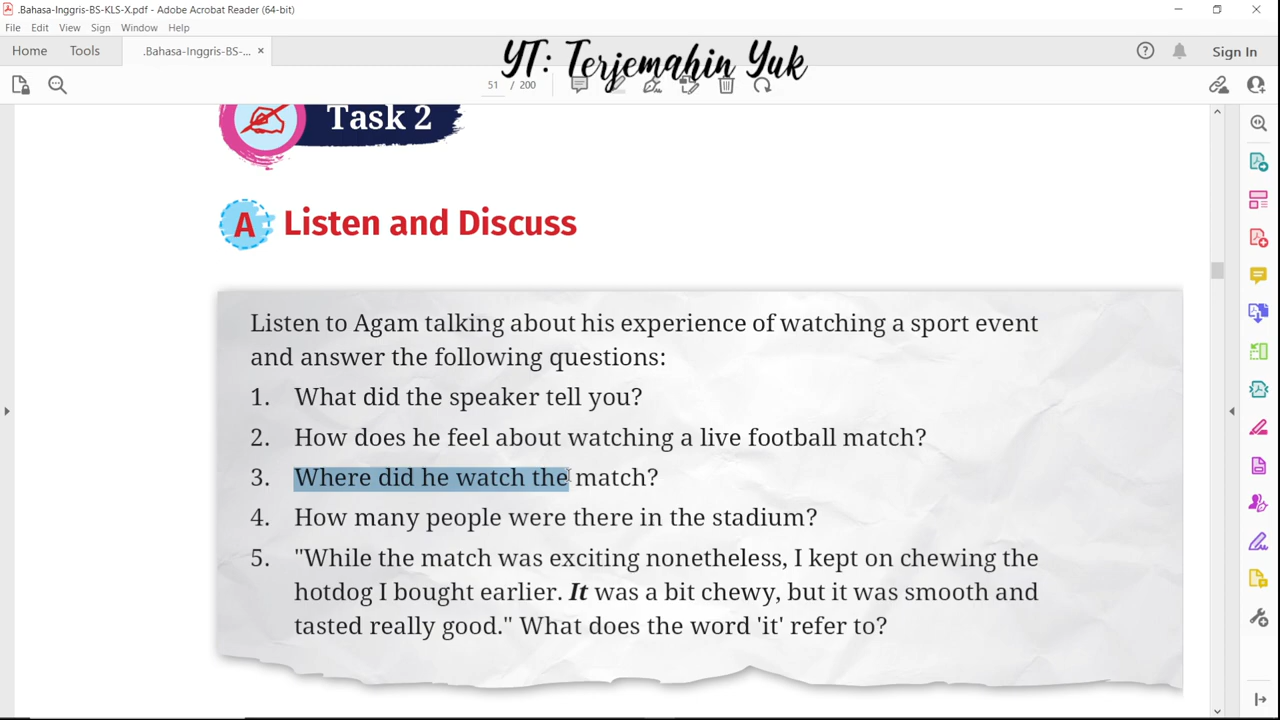 .Bahasa-Inggris-BS-KLS-X.pdf - Adobe Acrobat Reader (64-bit)
File Edit View Sign Window Help
Home Tools .Bahasa-Inggris-BS-... × Sign In
YT: Terjemahin Yuk
51 / 200
Task 2
A Listen and Discuss
Listen to Agam talking about his experience of watching a sport event
and answer the following questions:
1. What did the speaker tell you?
2. How does he feel about watching a live football match?
3. Where did he watch the match?
4. How many people were there in the stadium?
5. "While the match was exciting nonetheless, I kept on chewing the
hotdog I bought earlier. It was a bit chewy, but it was smooth and
tasted really good." What does the word 'it' refer to?